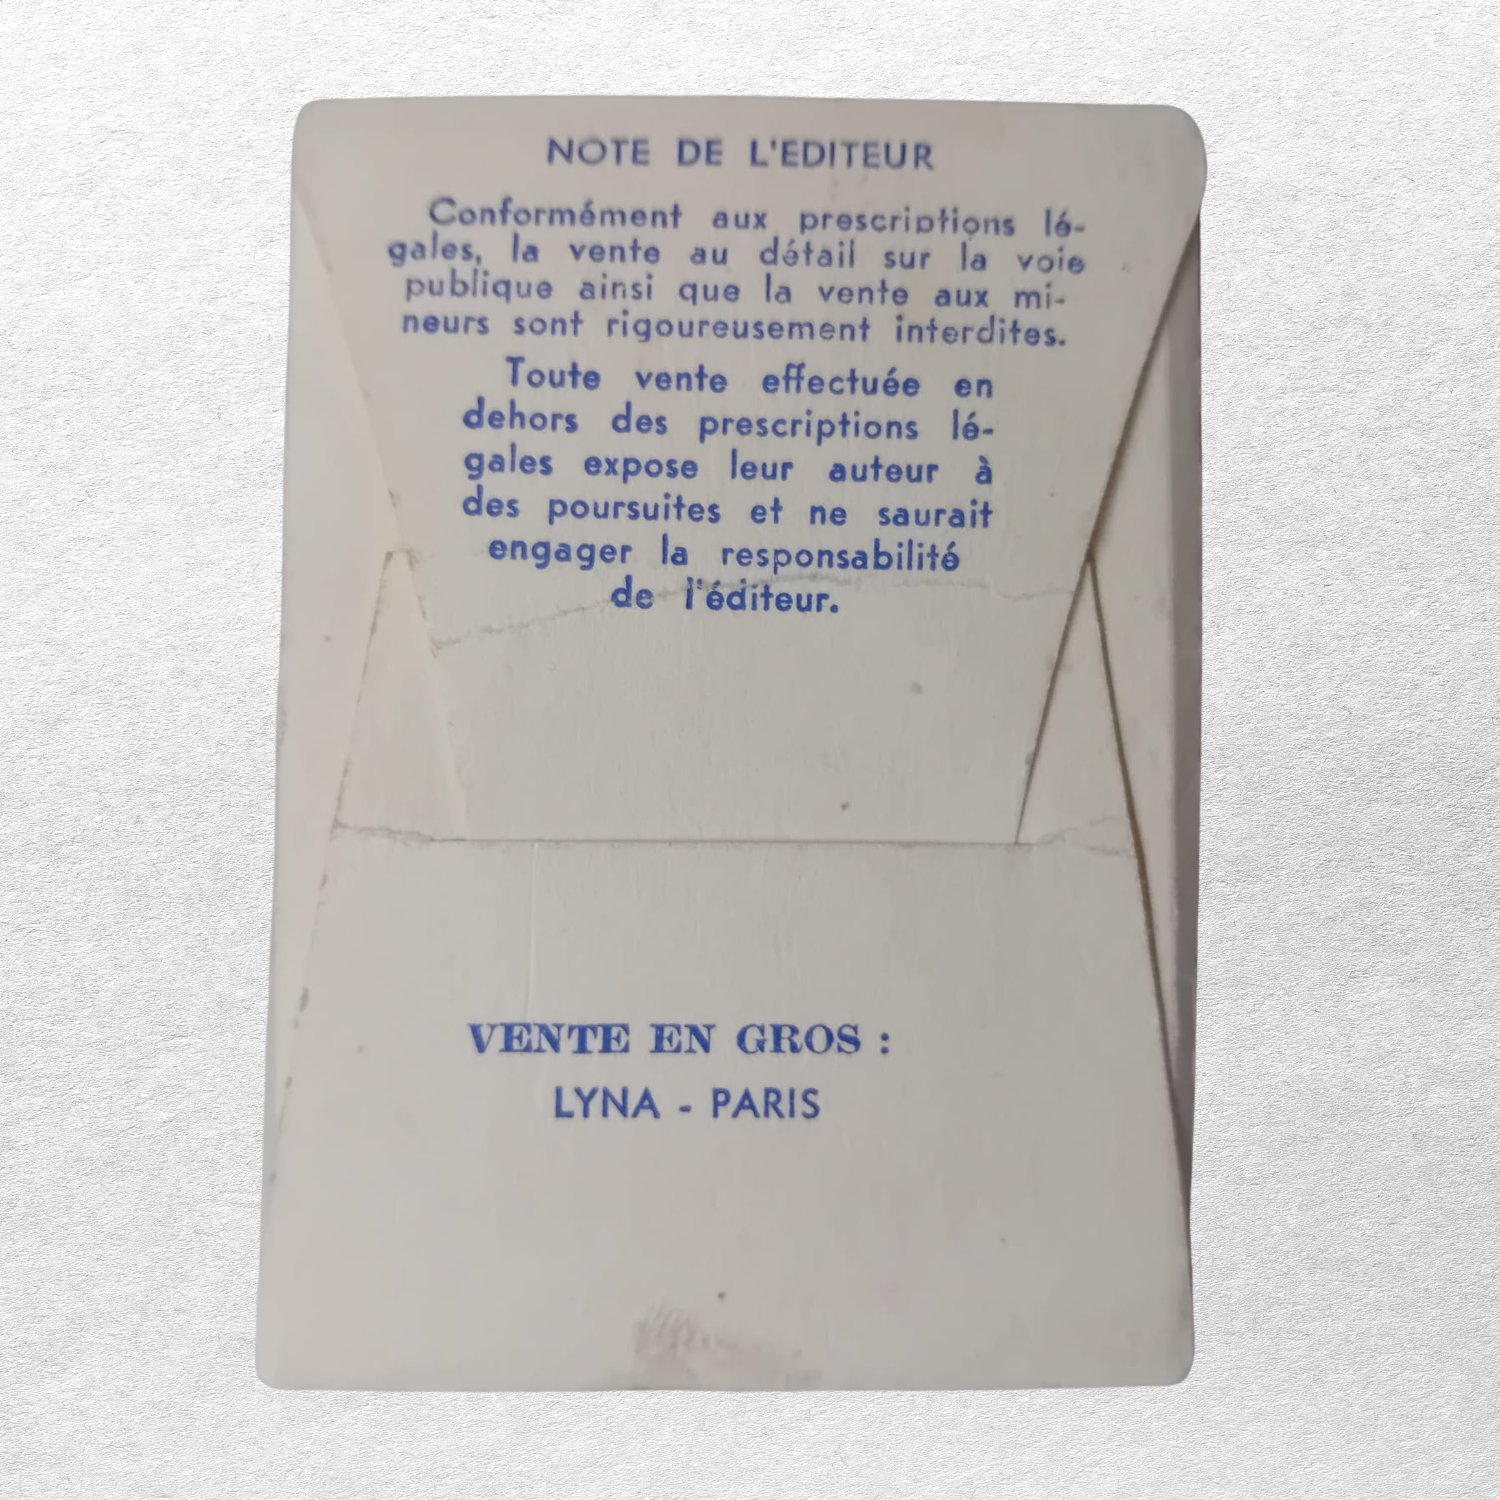 NOTE DE L'EDITEUR
Conformément aux prescriptions lé-
gales, la vente au détail sur la voie
publique ainsi que la vente aux mi-
neurs sont rigoureusement interdites.
Toute vente effectuée en
dehors des prescriptions lé-
gales expose leur auteur à
des poursuites et ne saurait
engager la responsabilité
de l'éditeur.
VENTE EN GROS :
LYNA - PARIS